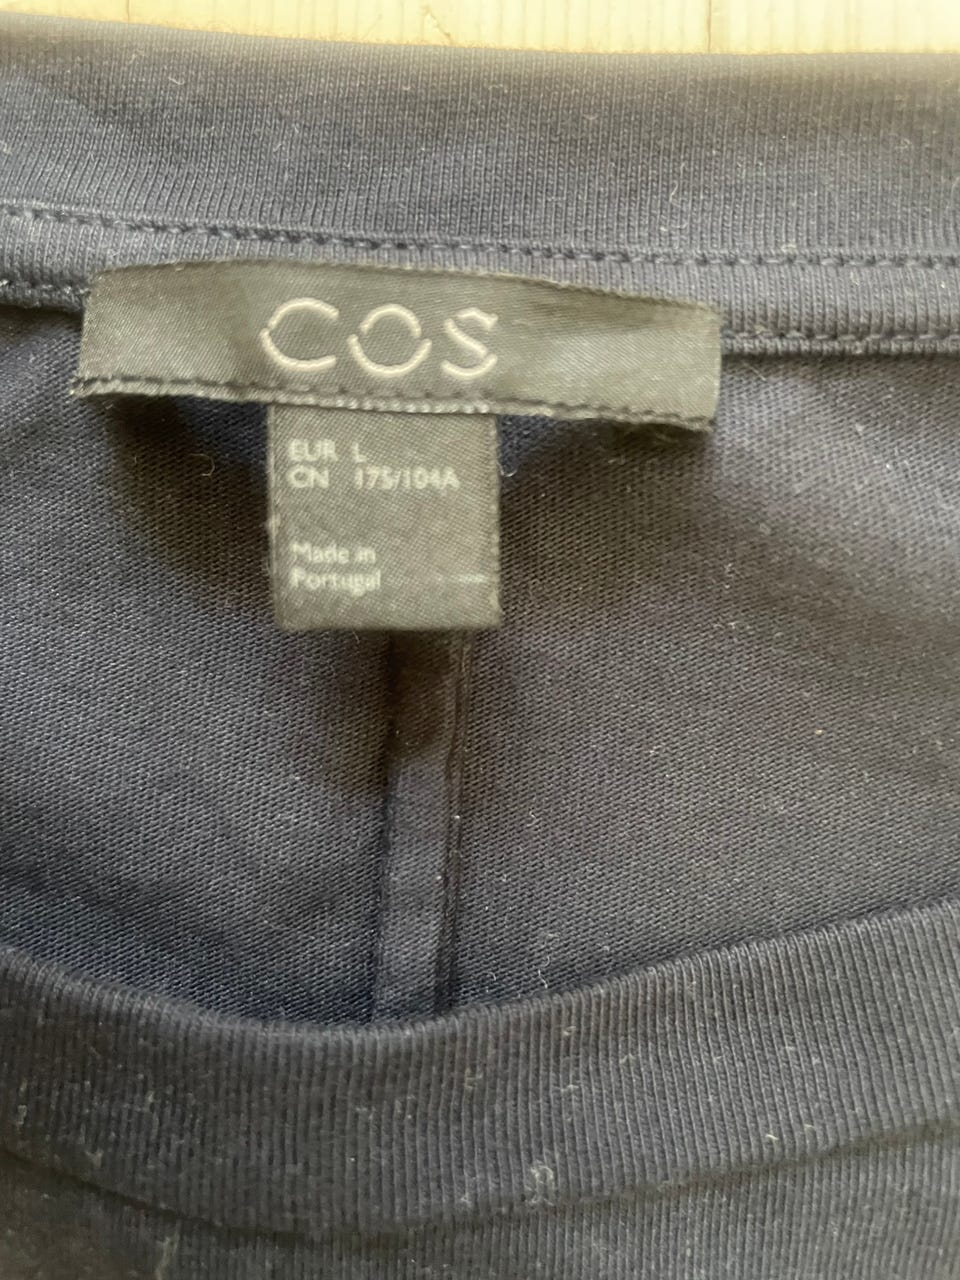 COS
EUR L
CN 175/104A
Made in
Portugal